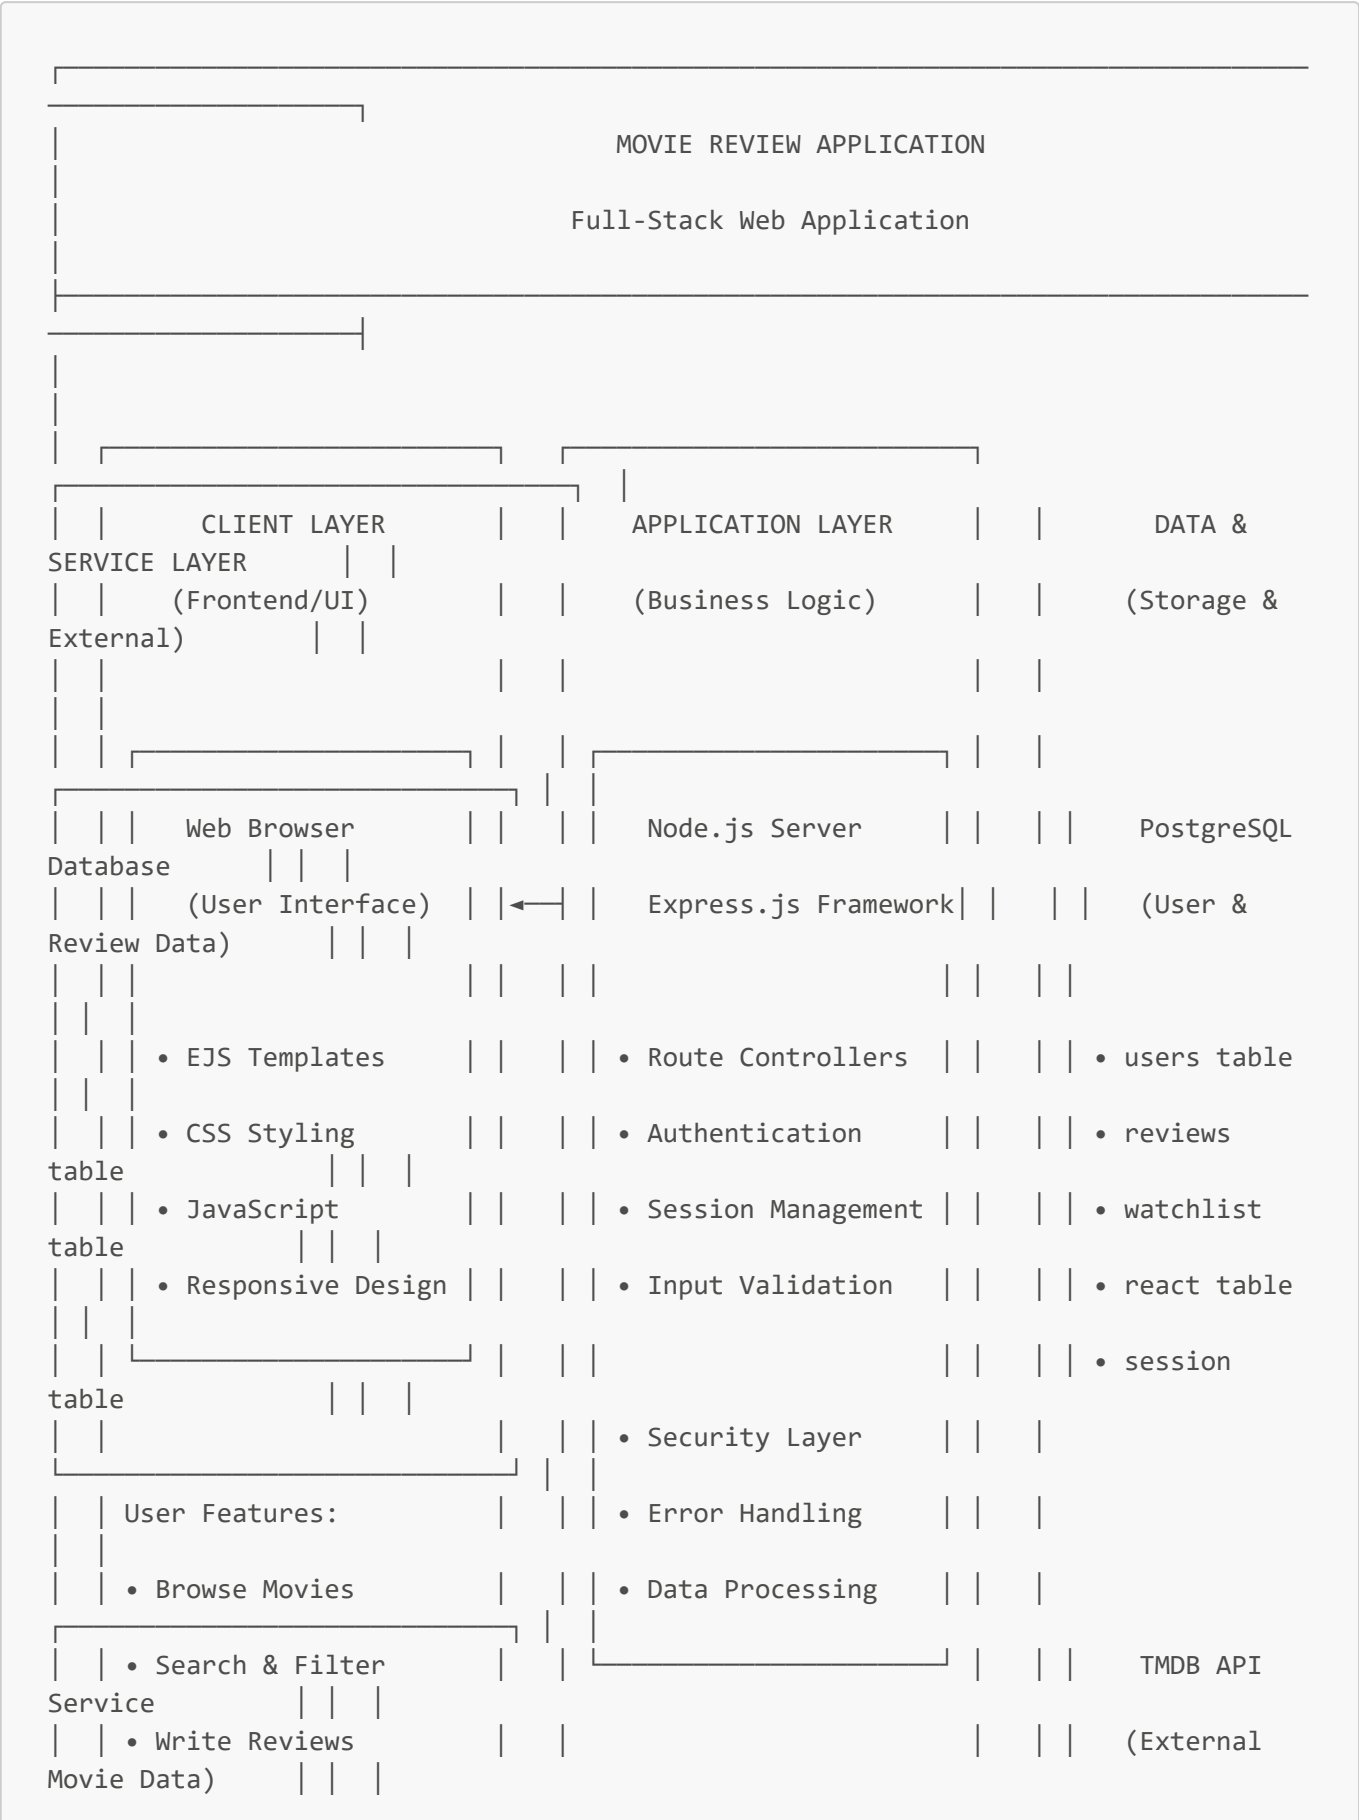 MOVIE REVIEW APPLICATION
Full-Stack Web Application
CLIENT LAYER APPLICATION LAYER DATA &
SERVICE LAYER
(Frontend/UI) (Business Logic) (Storage &
External)
Web Browser Node.js Server PostgreSQL
Database
(User Interface) Express.js Framework (User &
Review Data)
• EJS Templates • Route Controllers • users table
• CSS Styling • Authentication • reviews
table
• JavaScript • Session Management • watchlist
table
• Responsive Design • Input Validation • react table
• session
table
• Security Layer
User Features: • Error Handling
• Browse Movies • Data Processing
• Search & Filter TMDB API
Service
• Write Reviews (External
Movie Data)